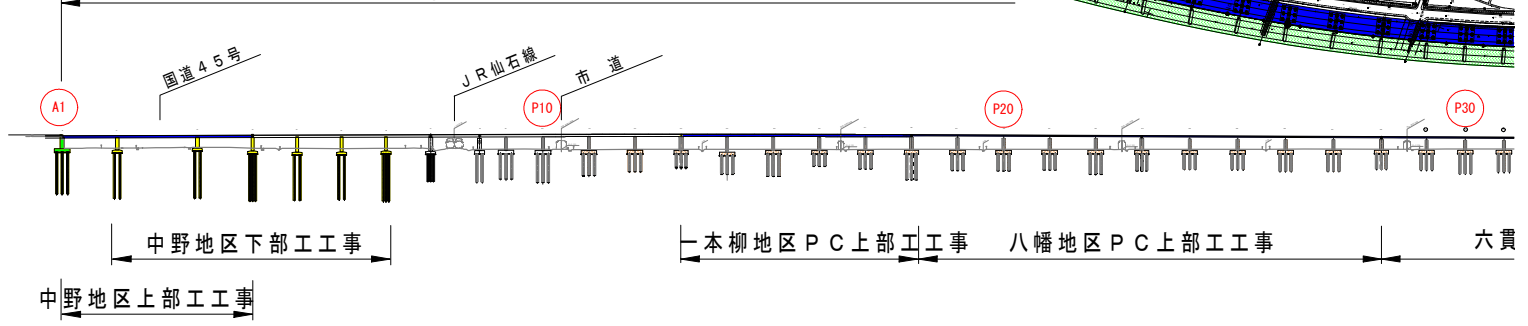 国道45号
JR仙石線
市道
A1
P10
P20
P30
中野地区下部工工事
一本柳地区PC上部工工事
八幡地区PC上部工工事
六貫
中野地区上部工工事